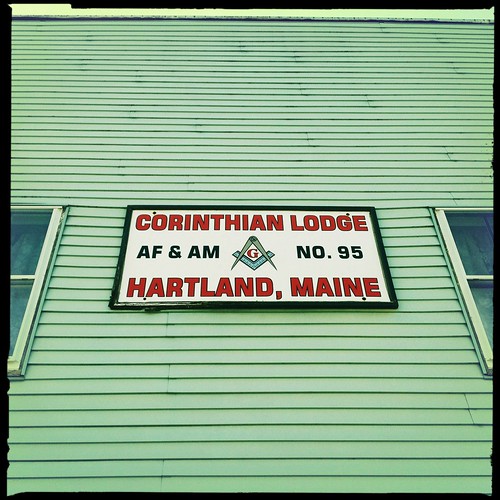 CORINTHIAN LODGE
AF & AM G NO. 95
HARTLAND, MAINE